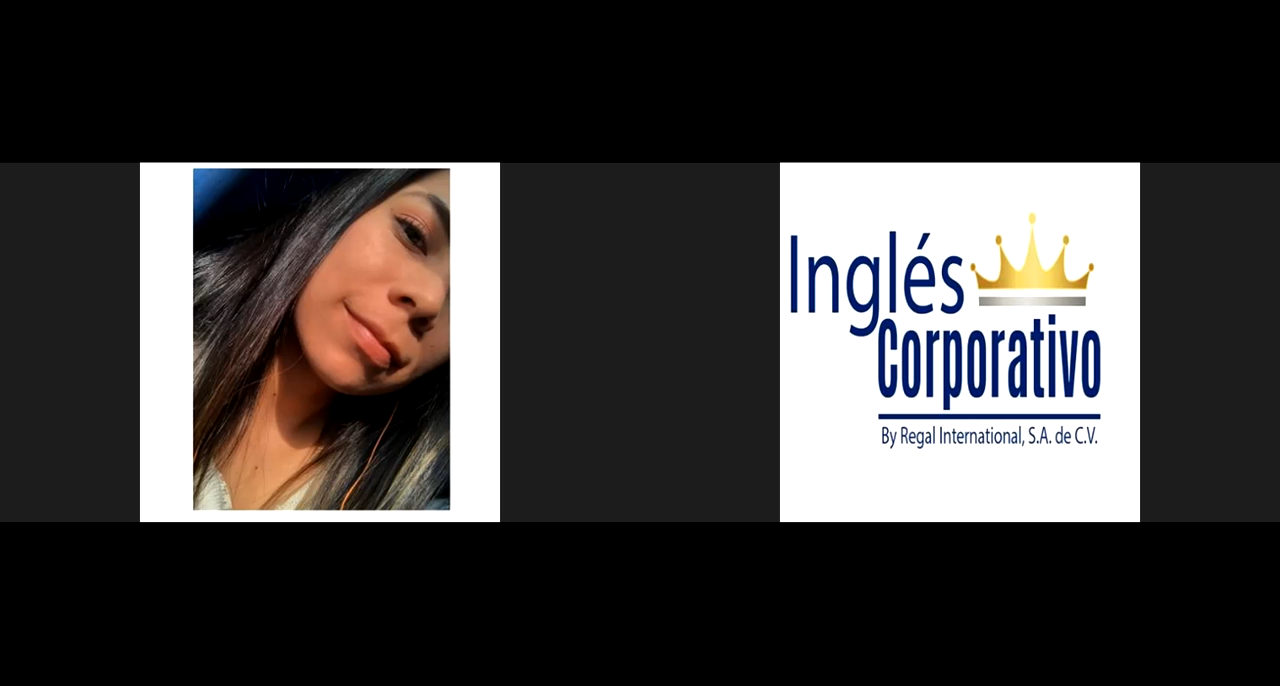 Inglés
Corporativo
By Regal International, S.A. de C.V.